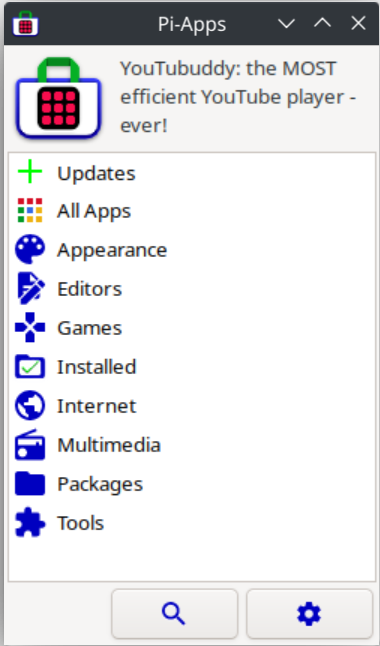 Pi-Apps
YouTubuddy: the MOST
efficient YouTube player -
ever!
Updates
All Apps
Appearance
Editors
Games
Installed
Internet
Multimedia
Packages
Tools